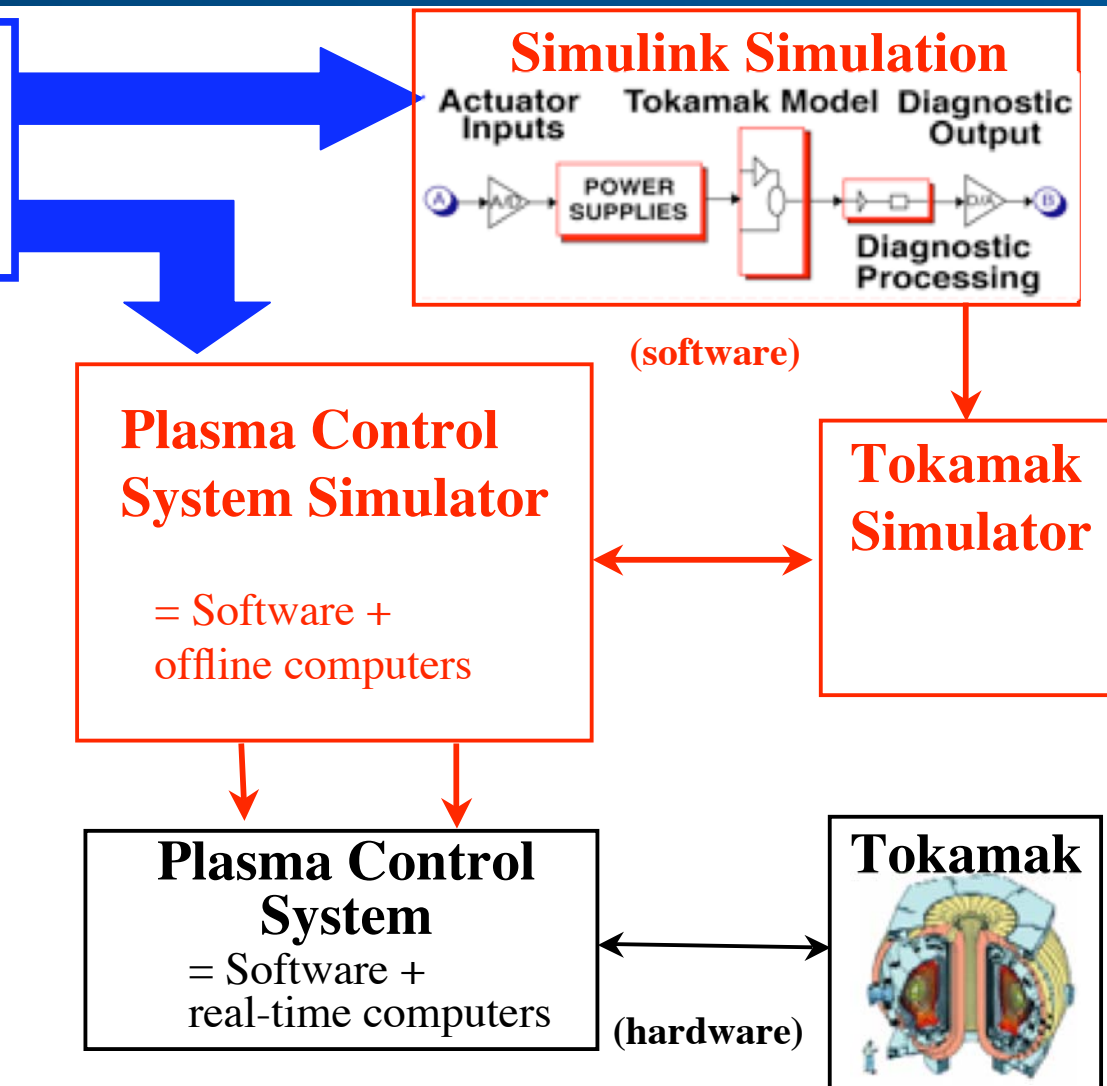 Simulink Simulation
Actuator
Inputs
Tokamak Model
Diagnostic
Output
A
A/D
POWER
SUPPLIES
D/A
B
Diagnostic
Processing
(software)
Plasma Control
System Simulator
= Software +
offline computers
Tokamak
Simulator
Plasma Control
System
= Software +
real-time computers
(hardware)
Tokamak